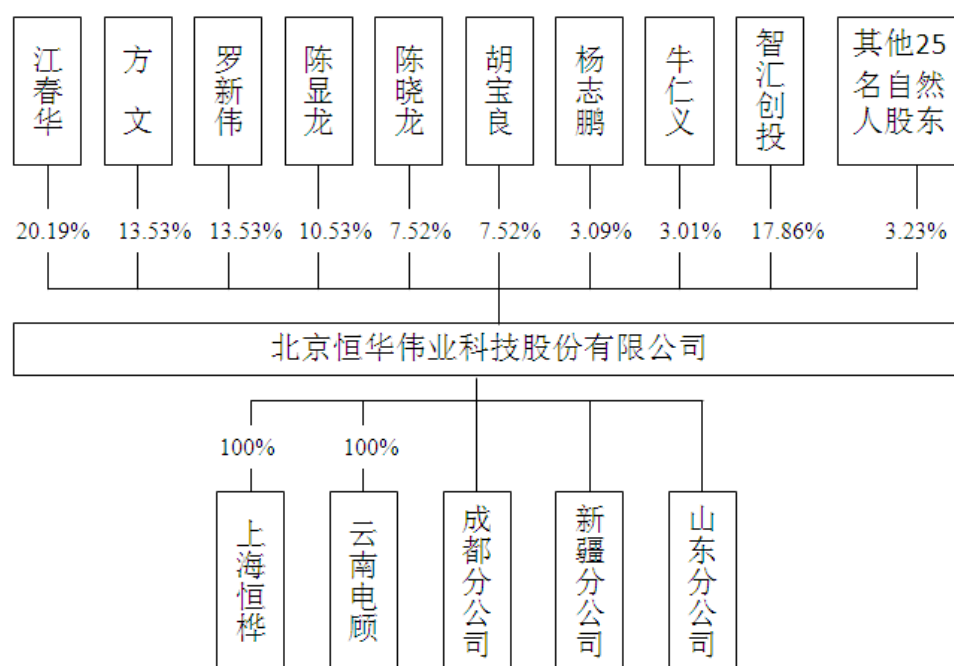 江春华
方文
罗新伟
陈显龙
陈晓龙
胡宝良
杨志鹏
牛仁义
智汇创投
其他25
名自然
人股东
20.19%
13.53%
13.53%
10.53%
7.52%
7.52%
3.09%
3.01%
17.86%
3.23%
北京恒华伟业科技股份有限公司
100%
100%
上海恒桦
云南电顾
成都分公司
新疆分公司
山东分公司